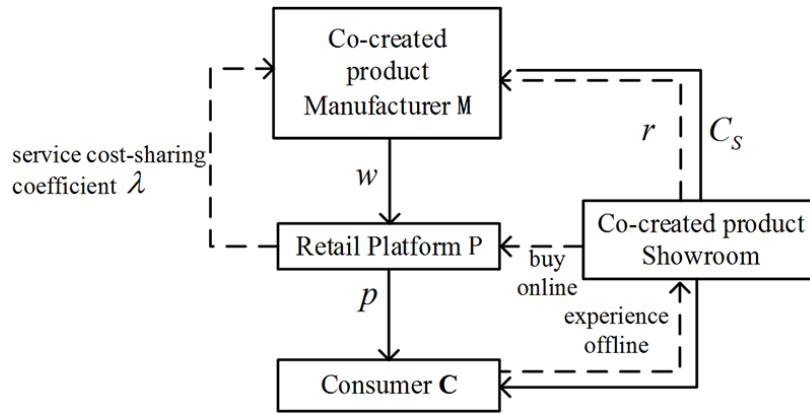 Co-created
product
Manufacturer M
service cost-sharing
coefficient λ
r
C_S
w
Retail Platform P
Co-created product
Showroom
buy
online
p
experience
offline
Consumer C